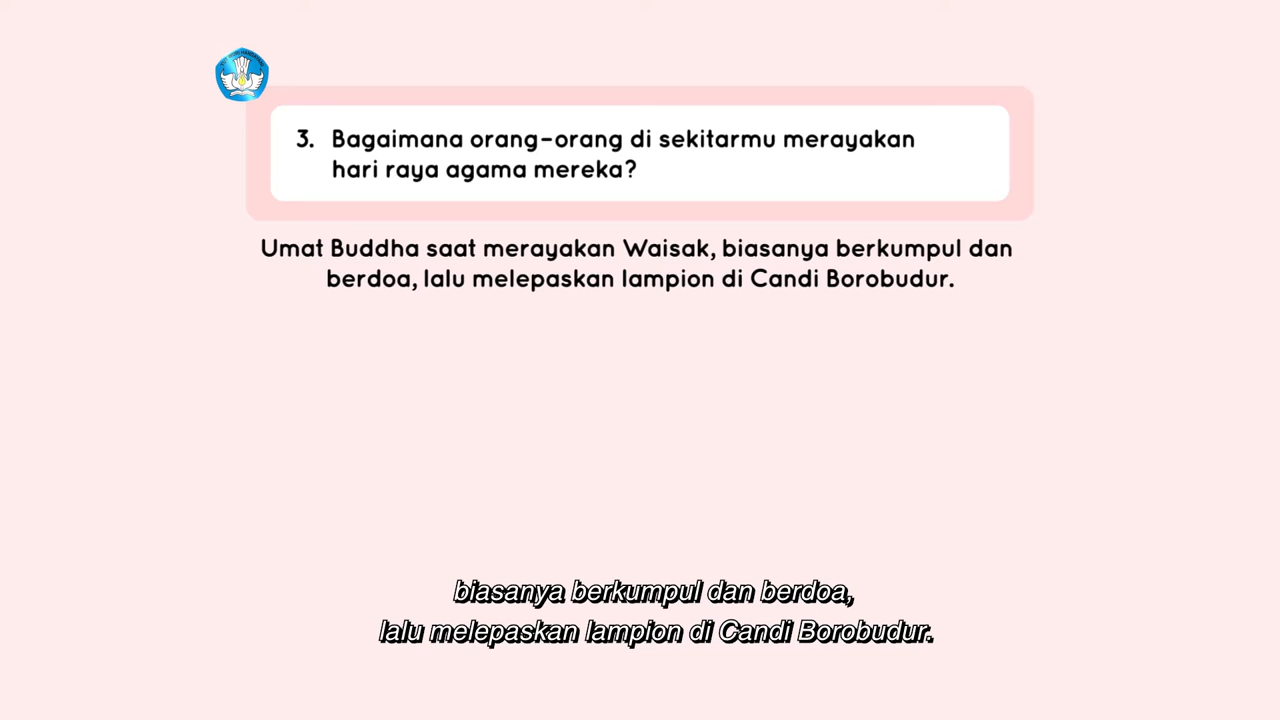 3. Bagaimana orang-orang di sekitarmu merayakan
hari raya agama mereka?
Umat Buddha saat merayakan Waisak, biasanya berkumpul dan
berdoa, lalu melepaskan lampion di Candi Borobudur.
biasanya berkumpul dan berdoa,
lalu melepaskan lampion di Candi Borobudur.